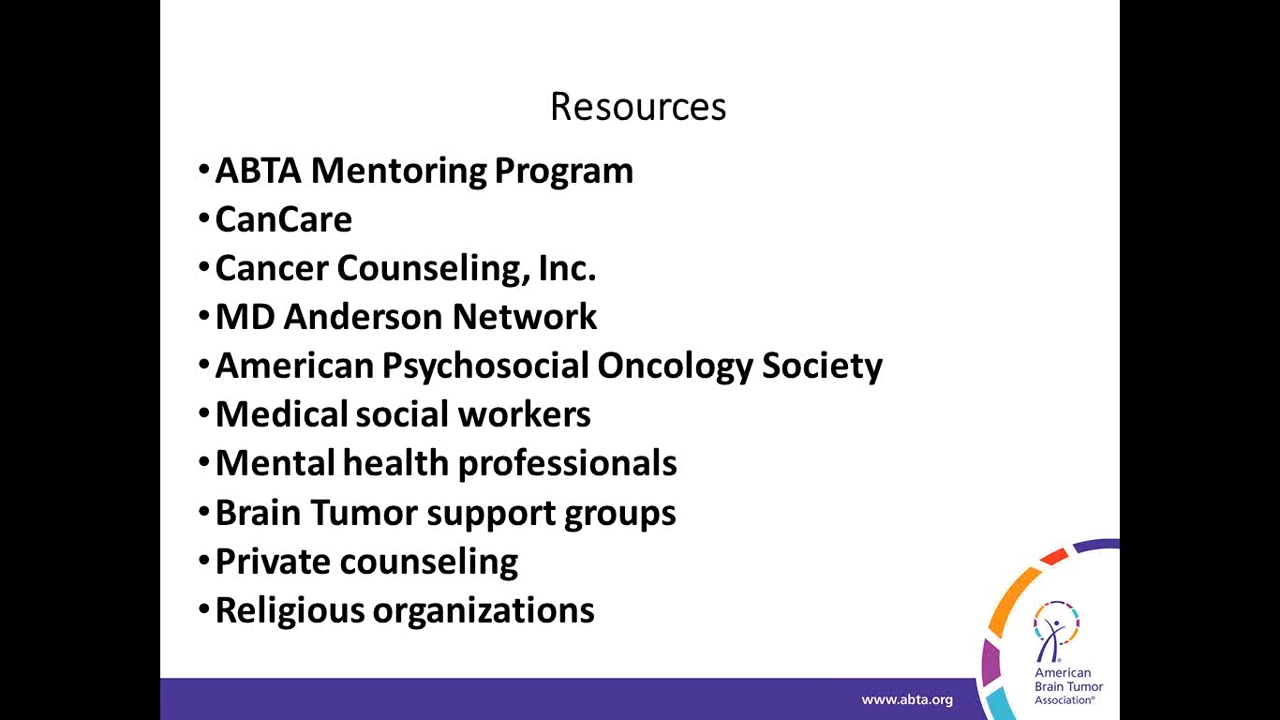 Resources
•ABTA Mentoring Program
•CanCare
•Cancer Counseling, Inc.
•MD Anderson Network
•American Psychosocial Oncology Society
•Medical social workers
•Mental health professionals
•Brain Tumor support groups
•Private counseling
•Religious organizations
www.abta.org
American
Brain Tumor
Association®